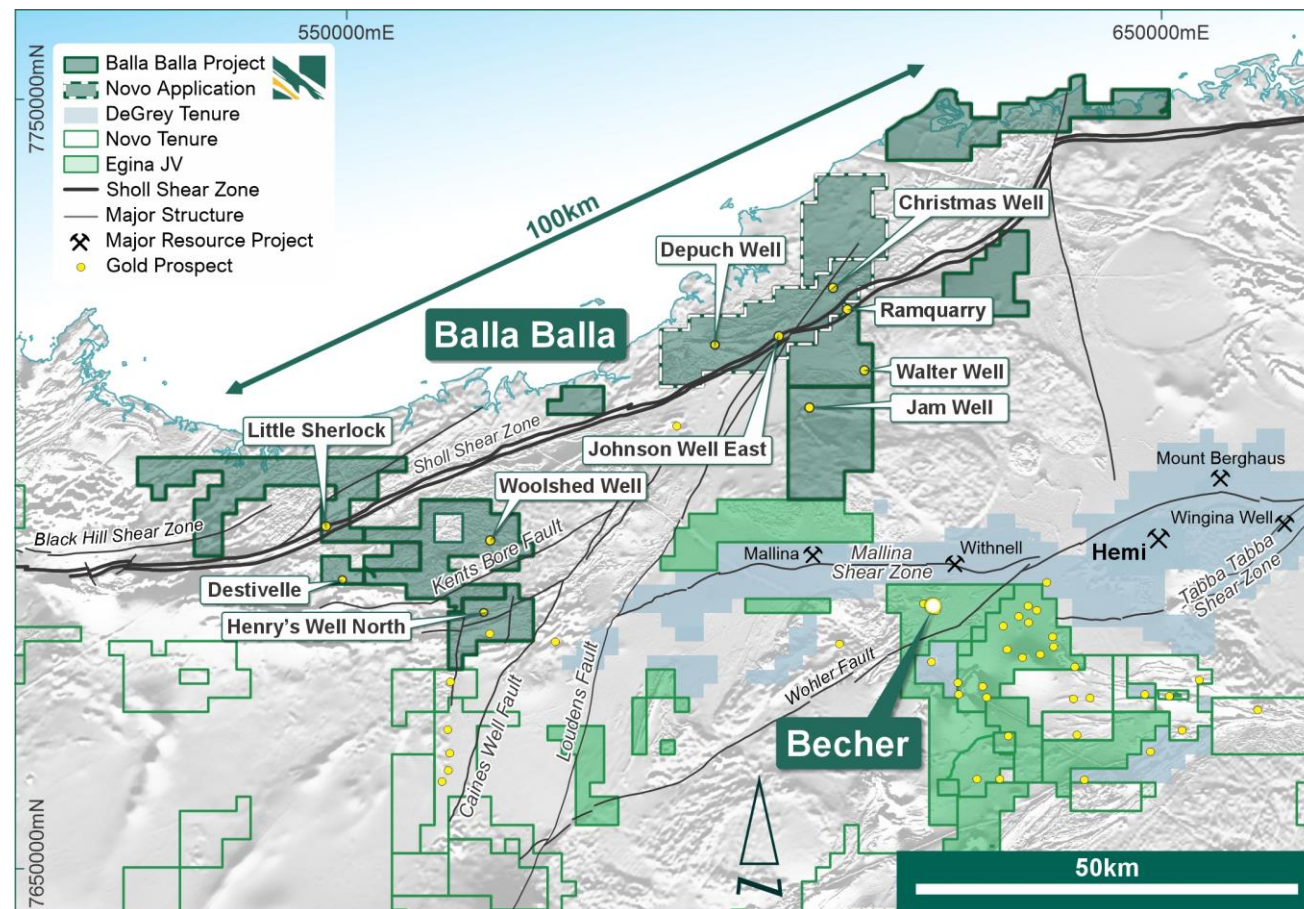 550000mE
650000mE
7750000mN
7650000mN
Balla Balla Project
Novo Application
DeGrey Tenure
Novo Tenure
Egina JV
Sholl Shear Zone
Major Structure
Major Resource Project
Gold Prospect
100km
Christmas Well
Depuch Well
Balla Balla
Ramquarry
Walter Well
Jam Well
Little Sherlock
Sholl Shear Zone
Johnson Well East
Woolshed Well
Mount Berghaus
Black Hill Shear Zone
Wingina Well
Kents Bore Fault
Mallina
Mallina
Shear Zone
Withnell
Hemi
Destivelle
Tabba Tabba
Shear Zone
Henry's Well North
Wohler Fault
Loudens Fault
Caines Well Fault
Becher
N
50km